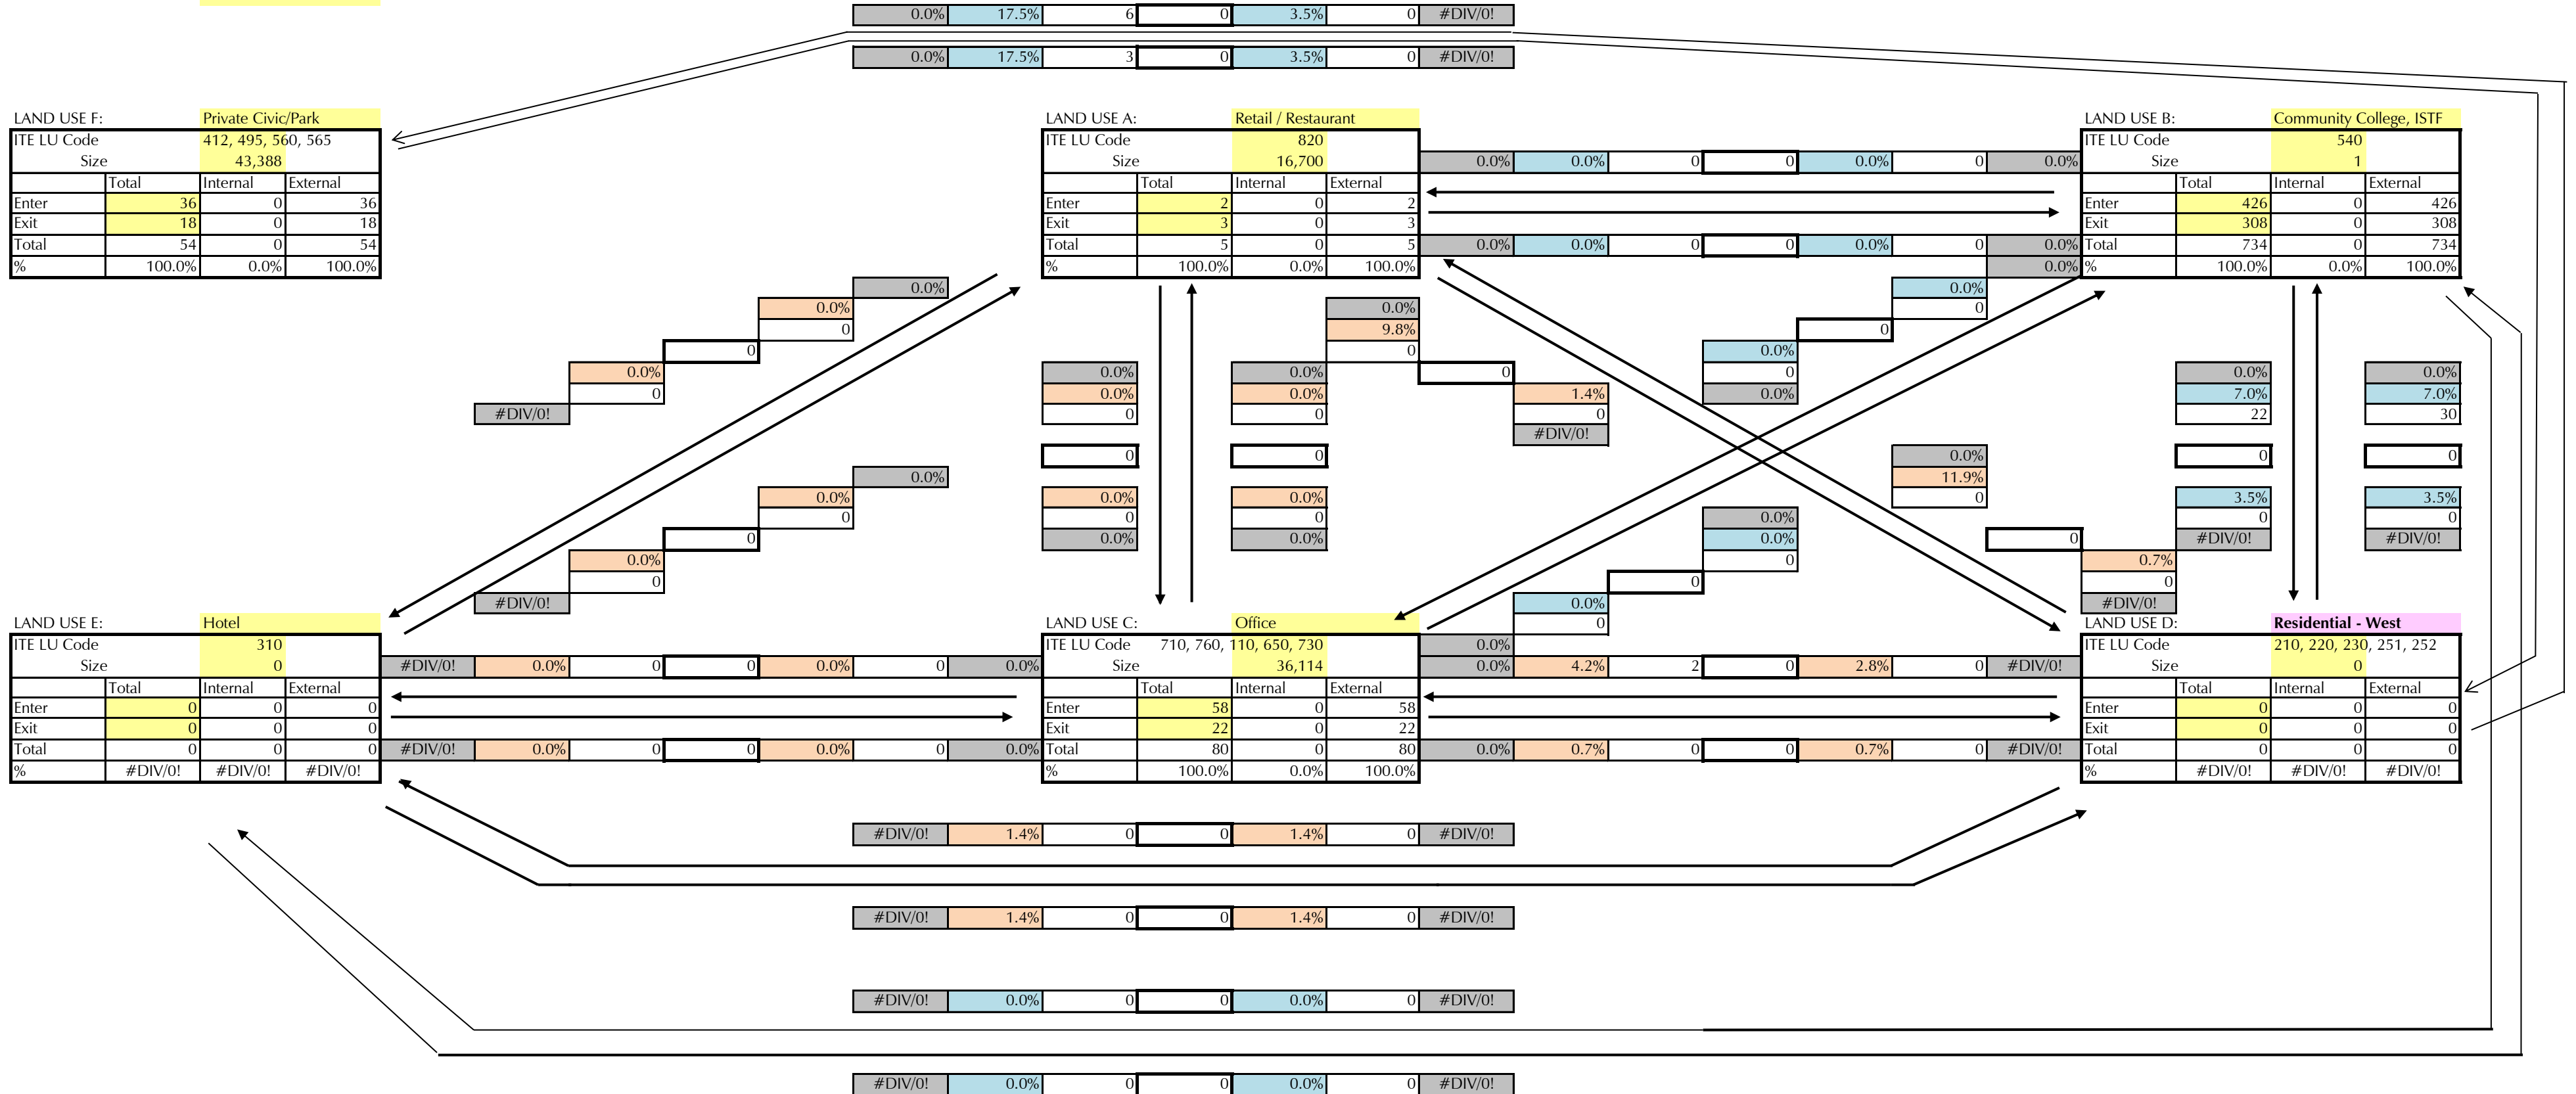 0.0% 17.5% 6 0 3.5% 0 #DIV/0!
0.0% 17.5% 3 0 3.5% 0 #DIV/0!
LAND USE F: Private Civic/Park
ITE LU Code 412, 495, 560, 565
Size 43,388
Total Internal External
Enter 36 0 36
Exit 18 0 18
Total 54 0 54
% 100.0% 0.0% 100.0%
LAND USE A: Retail / Restaurant
ITE LU Code 820
Size 16,700
Total Internal External
Enter 2 0 2
Exit 3 0 3
Total 5 0 5
% 100.0% 0.0% 100.0%
0.0% 0.0% 0 0 0.0% 0 0.0%
0.0% 0.0% 0 0 0.0% 0 0.0%
LAND USE B: Community College, ISTF
ITE LU Code 540
Size 1
Total Internal External
Enter 426 0 426
Exit 308 0 308
Total 734 0 734
% 100.0% 0.0% 100.0%
0.0%
0.0%
0
0
0.0%
0
#DIV/0!
0.0%
0.0%
0
0
0.0%
0
#DIV/0!
0.0%
0.0%
0
0
0.0%
0
0.0%
0.0%
0.0%
0
0
0.0%
0
0.0%
0.0%
9.8%
0
0
1.4%
0
#DIV/0!
0.0%
0.0%
0
0
0.0%
0
0.0%
0.0%
11.9%
0
0
0.7%
0
#DIV/0!
0.0%
0.0%
0
0
0.0%
0
0.0%
0.0%
7.0%
22
0
3.5%
0
#DIV/0!
0.0%
7.0%
30
0
3.5%
0
#DIV/0!
LAND USE E: Hotel
ITE LU Code 310
Size 0
Total Internal External
Enter 0 0 0
Exit 0 0 0
Total 0 0 0
% #DIV/0! #DIV/0! #DIV/0!
#DIV/0! 0.0% 0 0 0.0% 0 0.0%
#DIV/0! 0.0% 0 0 0.0% 0 0.0%
LAND USE C: Office
ITE LU Code 710, 760, 110, 650, 730
Size 36,114
Total Internal External
Enter 58 0 58
Exit 22 0 22
Total 80 0 80
% 100.0% 0.0% 100.0%
0.0% 4.2% 2 0 2.8% 0 #DIV/0!
0.0% 0.7% 0 0 0.7% 0 #DIV/0!
LAND USE D: Residential - West
ITE LU Code 210, 220, 230, 251, 252
Size 0
Total Internal External
Enter 0 0 0
Exit 0 0 0
Total 0 0 0
% #DIV/0! #DIV/0! #DIV/0!
#DIV/0! 1.4% 0 0 1.4% 0 #DIV/0!
#DIV/0! 1.4% 0 0 1.4% 0 #DIV/0!
#DIV/0! 0.0% 0 0 0.0% 0 #DIV/0!
#DIV/0! 0.0% 0 0 0.0% 0 #DIV/0!